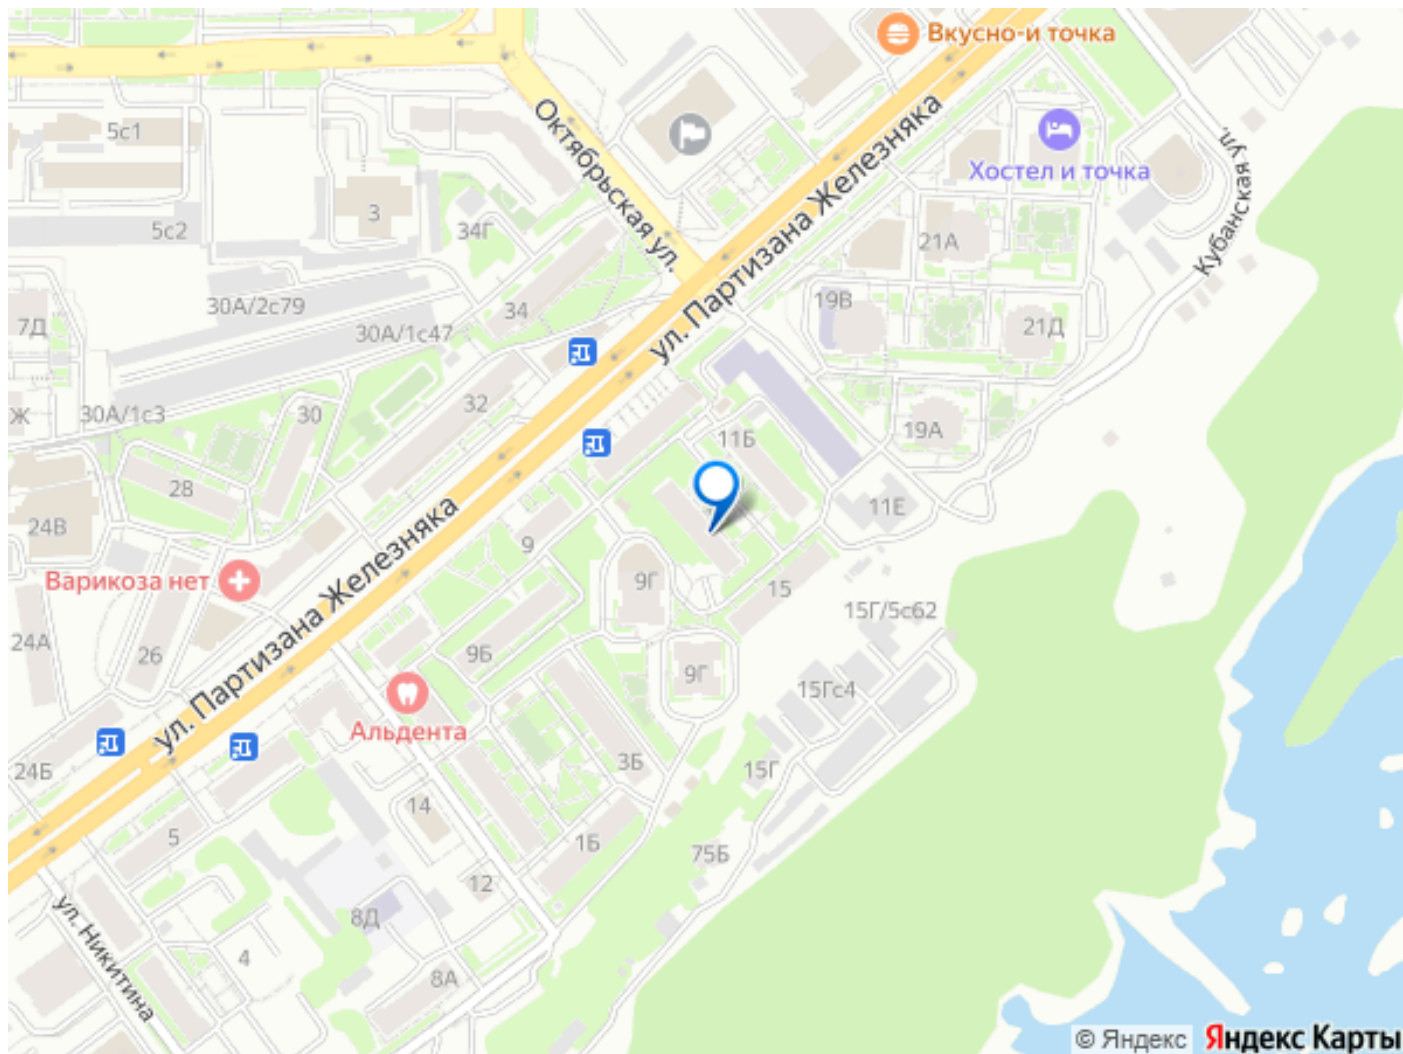 Вкусно-и точка
5с1
Октябрьская ул.
Хостел и точка
Кубанская ул.
3
5с2
34Г
21А
30А/2с79
19В
7Д
34
30А/1с47
ул. Партизана Железняка
21Д
Ж
30А/1с3
30
32
19А
11Б
28
11Е
24В
9
ул. Партизана Железняка
Варикоза нет
9Г
15
15Г/5с62
24А
26
9Б
9Г
15Гс4
Альдента
24Б
3Б
15Г
14
5
1Б
75Б
12
8Д
ул. Никитина
4
8А
© Яндекс Яндекс Карты